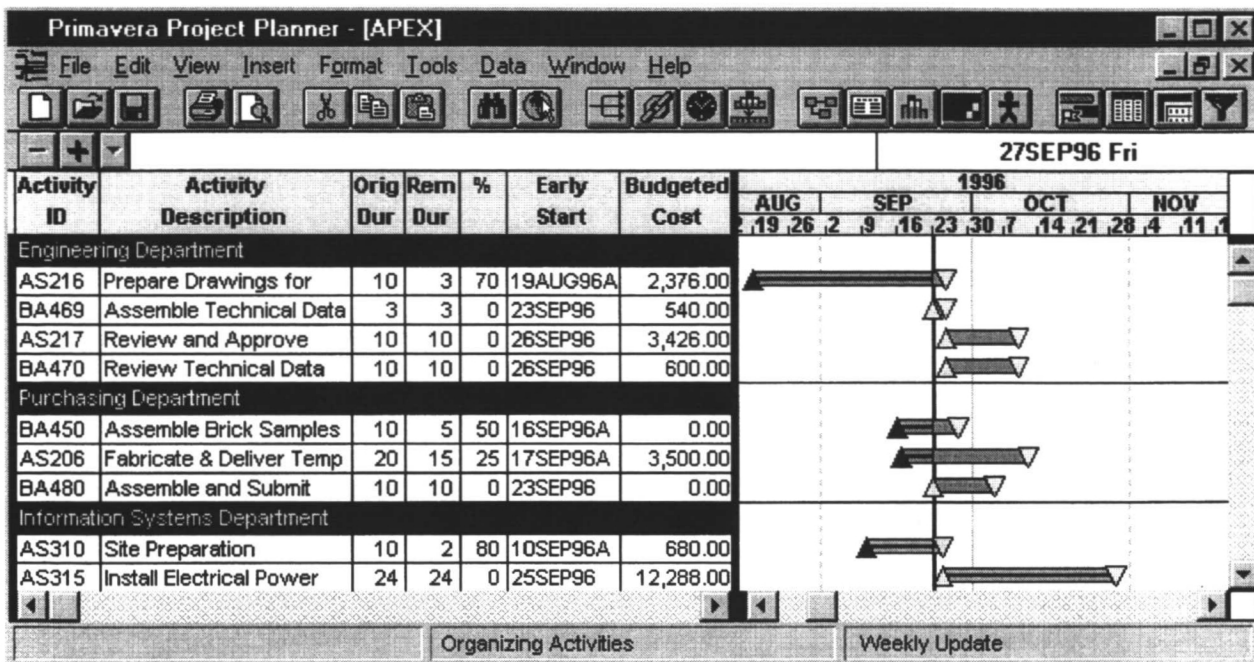 Primavera Project Planner - [APEX]
File Edit View Insert Format Tools Data Window Help
27SEP96 Fri
Activity ID Activity Description Orig Dur Rem Dur % Early Start Budgeted Cost
1996
AUG SEP OCT NOV
19 26 2 9 16 23 30 7 14 21 28 4 11
Engineering Department
AS216 Prepare Drawings for 10 3 70 19AUG96A 2,376.00
BA469 Assemble Technical Data 3 3 0 23SEP96 540.00
AS217 Review and Approve 10 10 0 26SEP96 3,426.00
BA470 Review Technical Data 10 10 0 26SEP96 600.00
Purchasing Department
BA450 Assemble Brick Samples 10 5 50 16SEP96A 0.00
AS206 Fabricate & Deliver Temp 20 15 25 17SEP96A 3,500.00
BA480 Assemble and Submit 10 10 0 23SEP96 0.00
Information Systems Department
AS310 Site Preparation 10 2 80 10SEP96A 680.00
AS315 Install Electrical Power 24 24 0 25SEP96 12,288.00
Organizing Activities Weekly Update